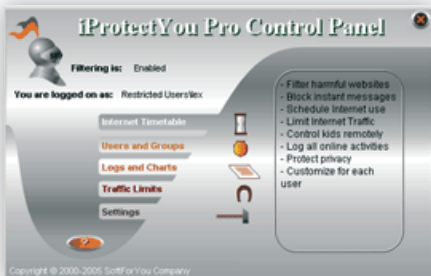 iProtectYou Pro Control Panel
Filtering is: Enabled
You are logged on as: Restricted Users\lex
Internet Timetable
Users and Groups
Logs and Charts
Traffic Limits
Settings
?
- Filter harmful websites
- Block instant messages
- Schedule Internet use
- Limit Internet Traffic
- Control kids remotely
- Log all online activities
- Protect privacy
- Customize for each
user
Copyright © 2000-2005 SoftForYou Company